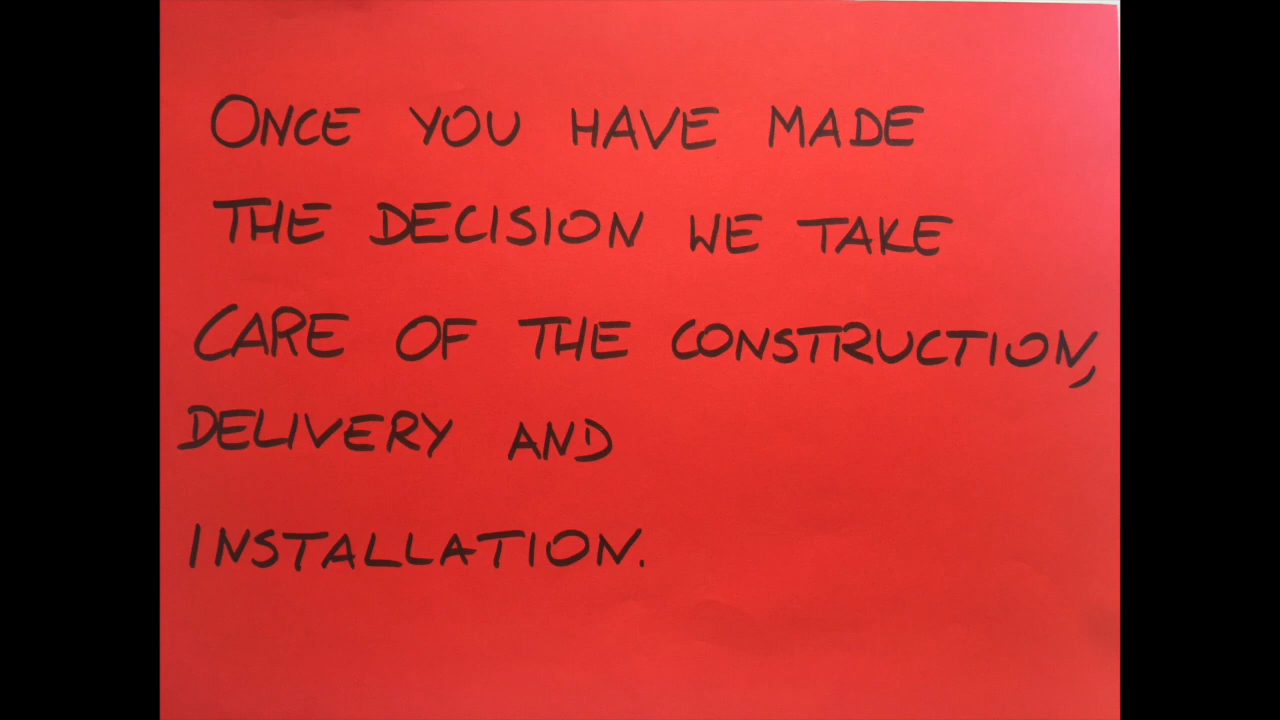 ONCE YOU HAVE MADE
THE DECISION WE TAKE
CARE OF THE CONSTRUCTION,
DELIVERY AND
INSTALLATION.